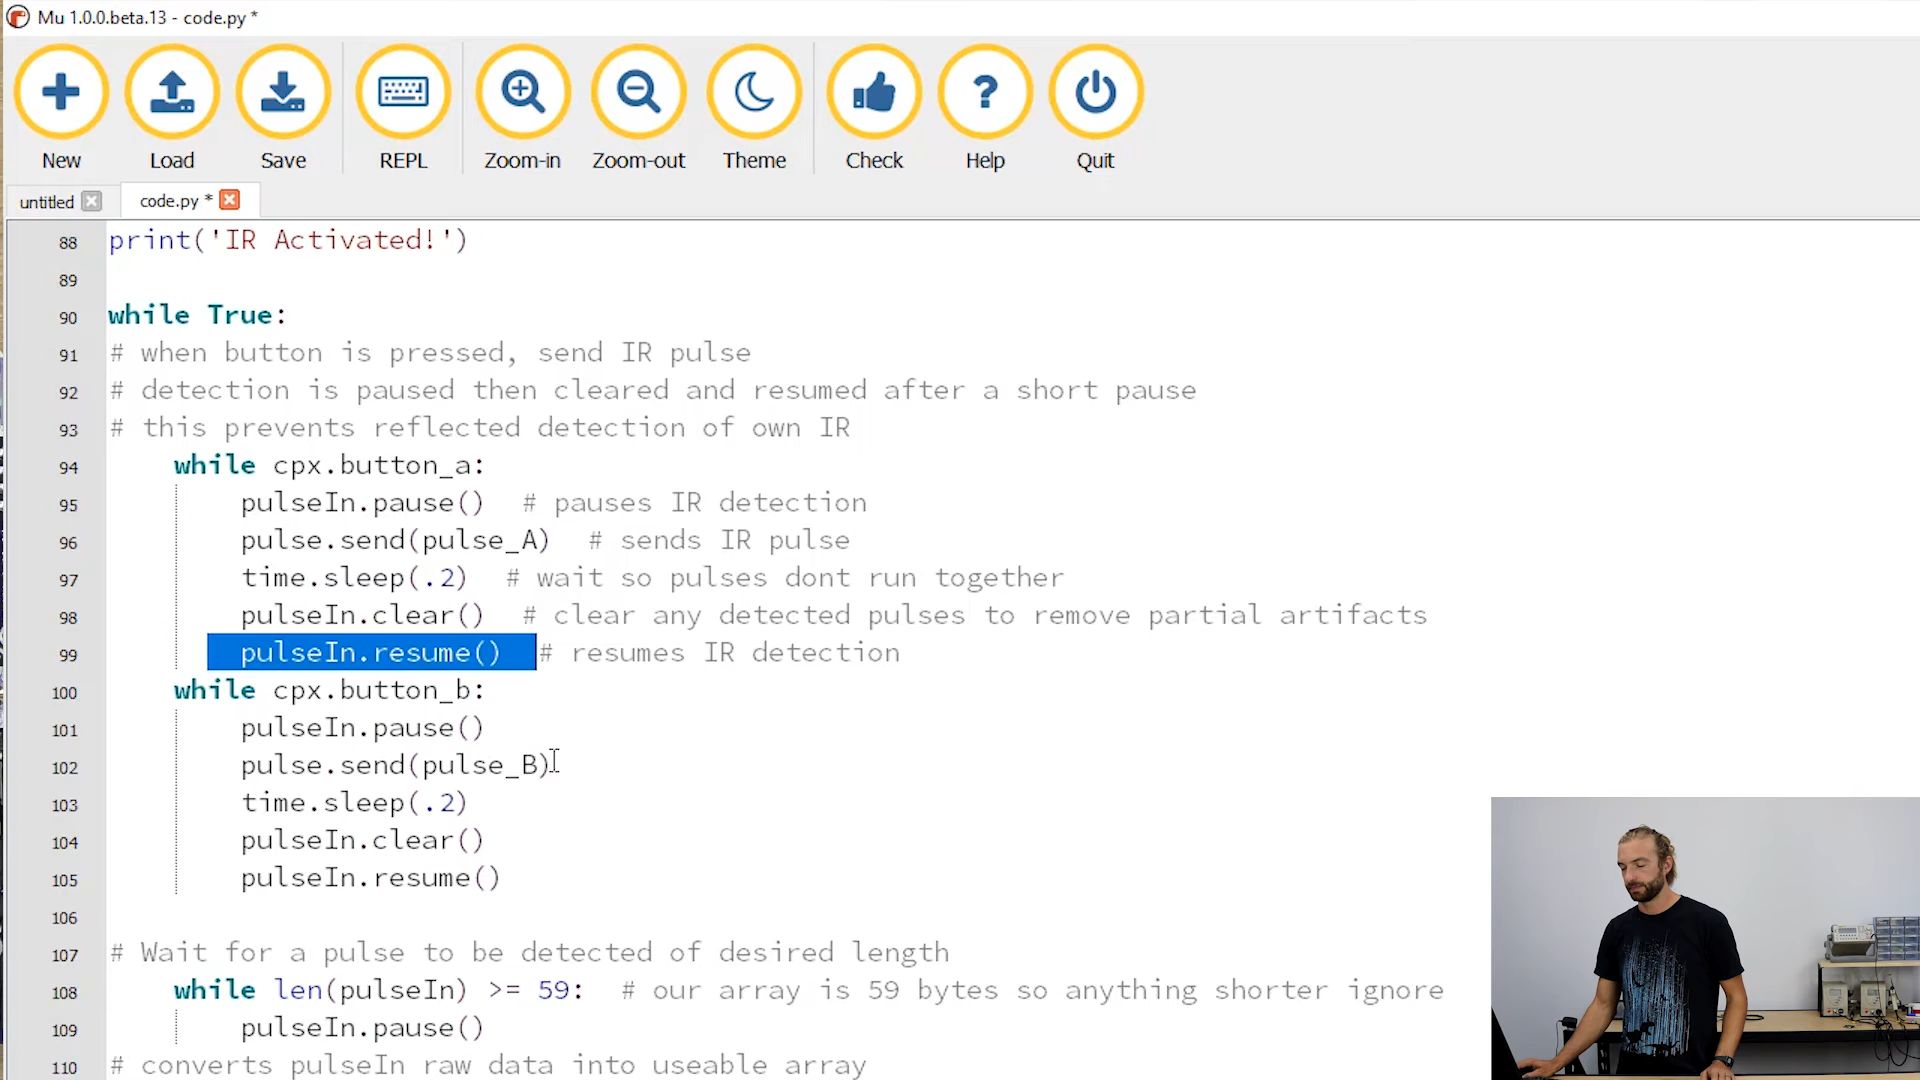 Mu 1.0.0.beta.13 - code.py *
New Load Save REPL Zoom-in Zoom-out Theme Check Help Quit
untitled code.py *
88 print('IR Activated!')
89
90 while True:
91 # when button is pressed, send IR pulse
92 # detection is paused then cleared and resumed after a short pause
93 # this prevents reflected detection of own IR
94 while cpx.button_a:
95 pulseIn.pause() # pauses IR detection
96 pulse.send(pulse_A) # sends IR pulse
97 time.sleep(.2) # wait so pulses dont run together
98 pulseIn.clear() # clear any detected pulses to remove partial artifacts
99 pulseIn.resume() # resumes IR detection
100 while cpx.button_b:
101 pulseIn.pause()
102 pulse.send(pulse_B)
103 time.sleep(.2)
104 pulseIn.clear()
105 pulseIn.resume()
106
107 # Wait for a pulse to be detected of desired length
108 while len(pulseIn) >= 59: # our array is 59 bytes so anything shorter ignore
109 pulseIn.pause()
110 # converts pulseIn raw data into useable array